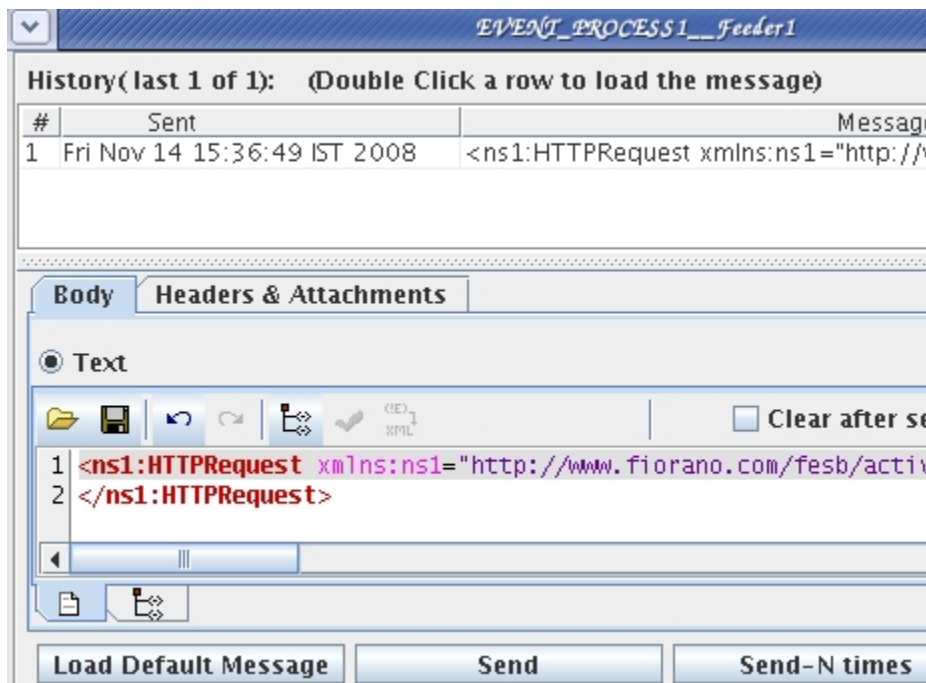 EVENT_PROCESS1__Feeder1
History( last 1 of 1): (Double Click a row to load the message)
# Sent Message
1 Fri Nov 14 15:36:49 IST 2008 <ns1:HTTPRequest xmlns:ns1="http://
Body Headers & Attachments
Text
(!E) XML
Clear after se
1 <ns1:HTTPRequest xmlns:ns1="http://www.fiorano.com/fesb/activ
2 </ns1:HTTPRequest>
Load Default Message Send Send-N times